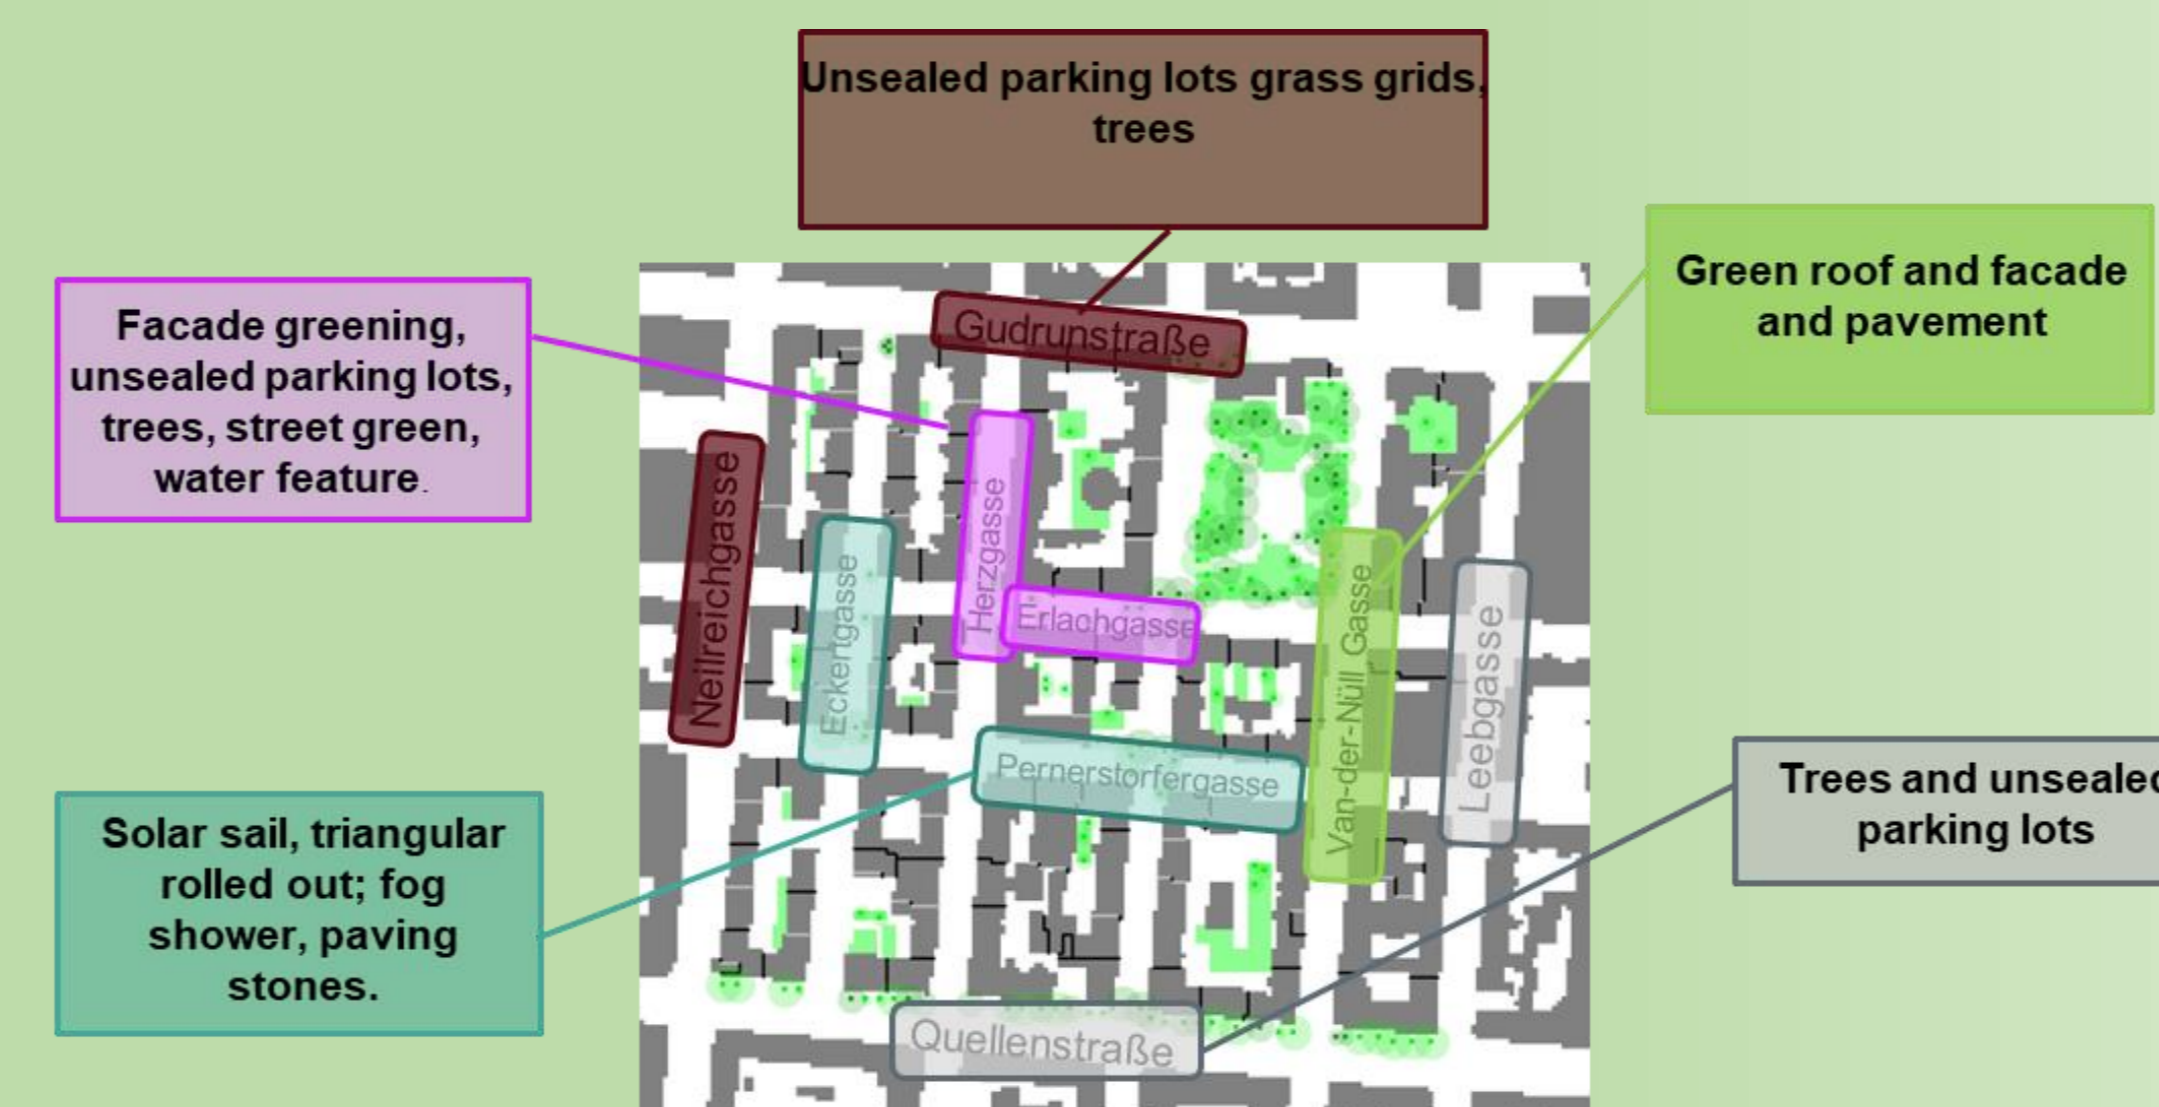 Unsealed parking lots grass grids,
trees
Green roof and facade
and pavement
Facade greening,
unsealed parking lots,
trees, street green,
water feature.
Gudrunstraße
Neilreichgasse
Eckertgasse
Herzgasse
Erlachgasse
Van-der-Nüll Gasse
Leebgasse
Pernerstorfergasse
Trees and unsealed
parking lots
Solar sail, triangular
rolled out; fog
shower, paving
stones.
Quellenstraße